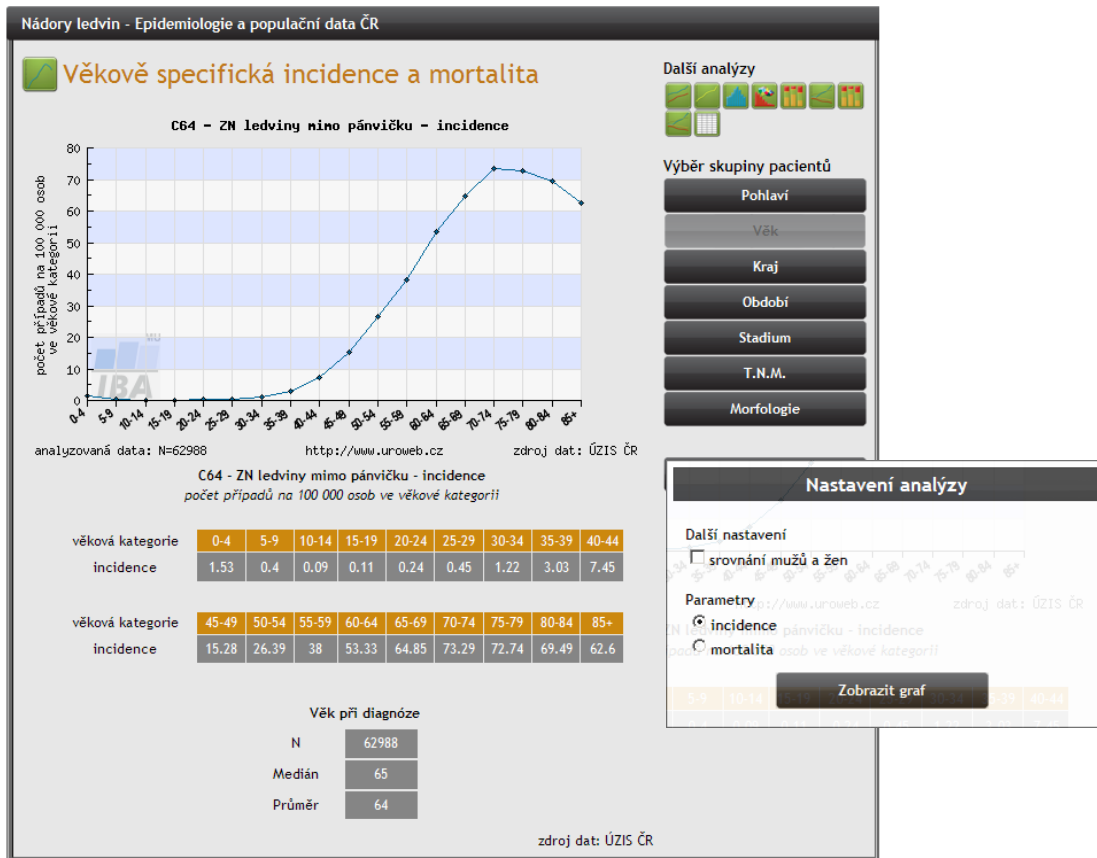 Nádory ledvin - Epidemiologie a populační data ČR
Věkově specifická incidence a mortalita
C64 - ZN ledviny mimo pánvičku - incidence
počet případů na 100 000 osob
ve věkové kategorii
80
70
60
50
40
30
20
10
0
WU
IBA
0-4 5-9 10-14 15-19 20-24 25-29 30-34 35-39 40-44 45-49 50-54 55-59 60-64 65-69 70-74 75-79 80-84 85+
analyzovaná data: N=62988 http://www.uroweb.cz zdroj dat: ÚZIS ČR
C64 - ZN ledviny mimo pánvičku - incidence
počet případů na 100 000 osob ve věkové kategorii
věková kategorie 0-4 5-9 10-14 15-19 20-24 25-29 30-34 35-39 40-44
incidence 1.53 0.4 0.09 0.11 0.24 0.45 1.22 3.03 7.45
věková kategorie 45-49 50-54 55-59 60-64 65-69 70-74 75-79 80-84 85+
incidence 15.28 26.39 38 53.33 64.85 73.29 72.74 69.49 62.6
Věk při diagnóze
N 62988
Medián 65
Průměr 64
zdroj dat: ÚZIS ČR
Další analýzy
Výběr skupiny pacientů
Pohlaví
Věk
Kraj
Období
Stadium
T.N.M.
Morfologie
Nastavení analýzy
Další nastavení
srovnání mužů a žen
Parametry
incidence
mortalita
Zobrazit graf